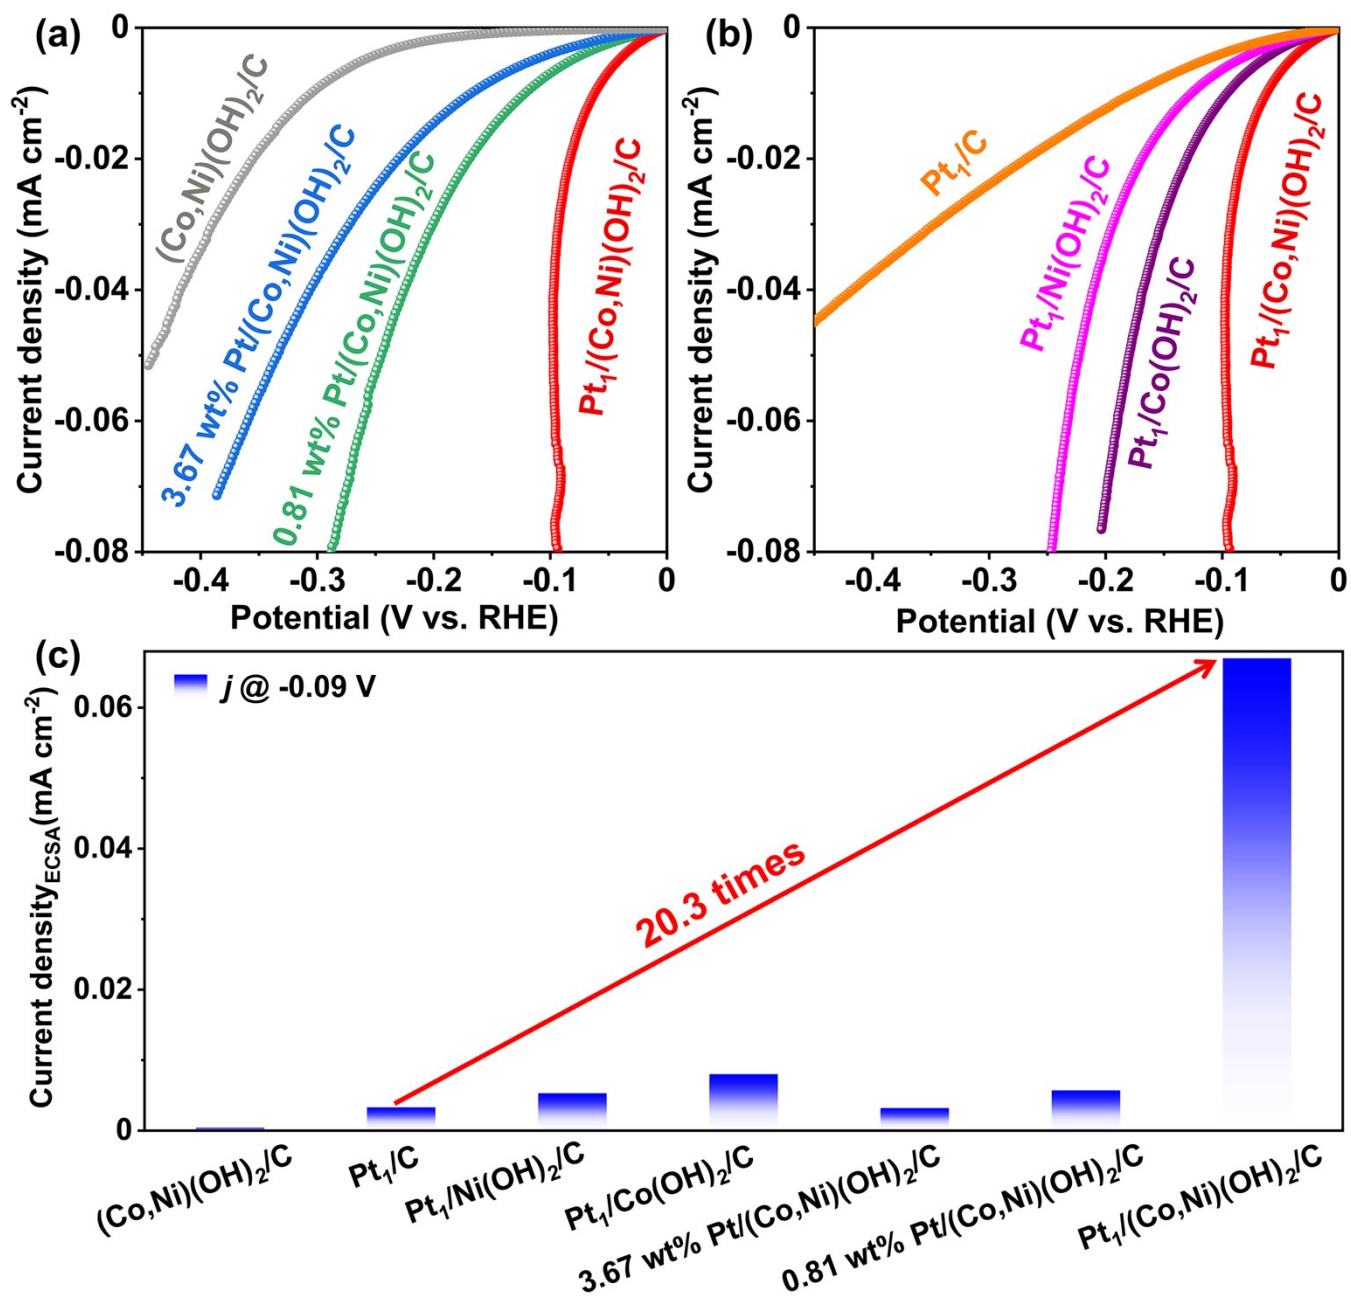 (a)
Current density (mA cm⁻²)
0
-0.02
-0.04
-0.06
-0.08
(Co,Ni)(OH)₂/C
3.67 wt% Pt/(Co,Ni)(OH)₂/C
0.81 wt% Pt/(Co,Ni)(OH)₂/C
Pt₁/(Co,Ni)(OH)₂/C
-0.4 -0.3 -0.2 -0.1 0
Potential (V vs. RHE)
(b)
Current density (mA cm⁻²)
0
-0.02
-0.04
-0.06
-0.08
Pt₁/C
Pt₁/Ni(OH)₂/C
Pt₁/Co(OH)₂/C
Pt₁/(Co,Ni)(OH)₂/C
-0.4 -0.3 -0.2 -0.1 0
Potential (V vs. RHE)
(c)
Current density_ECSA(mA cm⁻²)
j @ -0.09 V
0.06
0.04
0.02
0
20.3 times
(Co,Ni)(OH)₂/C
Pt₁/C
Pt₁/Ni(OH)₂/C
Pt₁/Co(OH)₂/C
3.67 wt% Pt/(Co,Ni)(OH)₂/C
0.81 wt% Pt/(Co,Ni)(OH)₂/C
Pt₁/(Co,Ni)(OH)₂/C